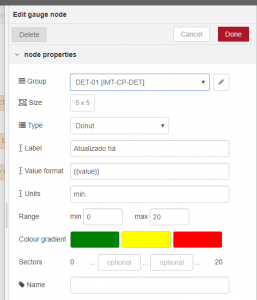 Edit gauge node
Delete
Cancel
Done
node properties
Group
DET-01 [IMT-CP-DET]
Size
5 x 5
Type
Donut
Label
Atualizado há
Value format
{{value}}
Units
min.
Range
min 0
max 20
Colour gradient
Sectors
0 ... optional ... optional ... 20
Name